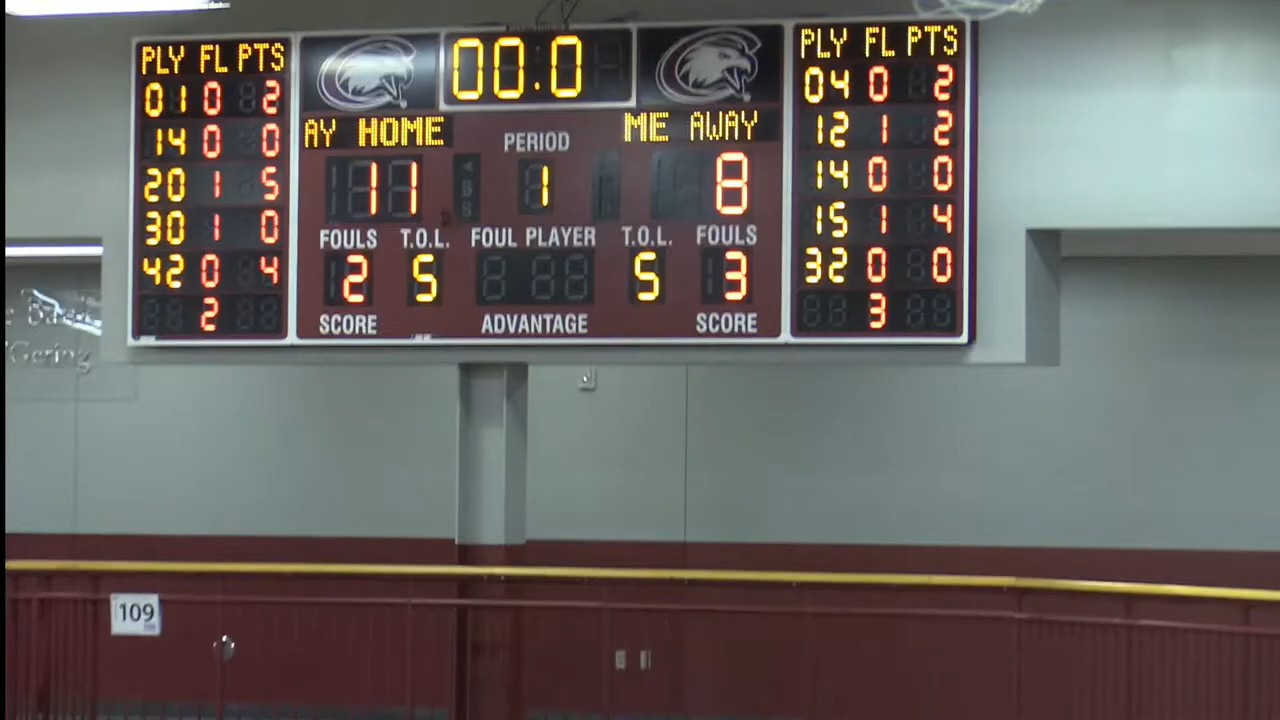 PLY FL PTS
01 0 2
14 0 0
20 1 5
30 1 0
42 0 4
2
00.0
AY HOME
ME AWAY
PERIOD
11
1
8
FOULS T.O.L. FOUL PLAYER T.O.L. FOULS
2 5 5 3
SCORE ADVANTAGE SCORE
PLY FL PTS
04 0 2
12 1 2
14 0 0
15 1 4
32 0 0
3
Gering
109